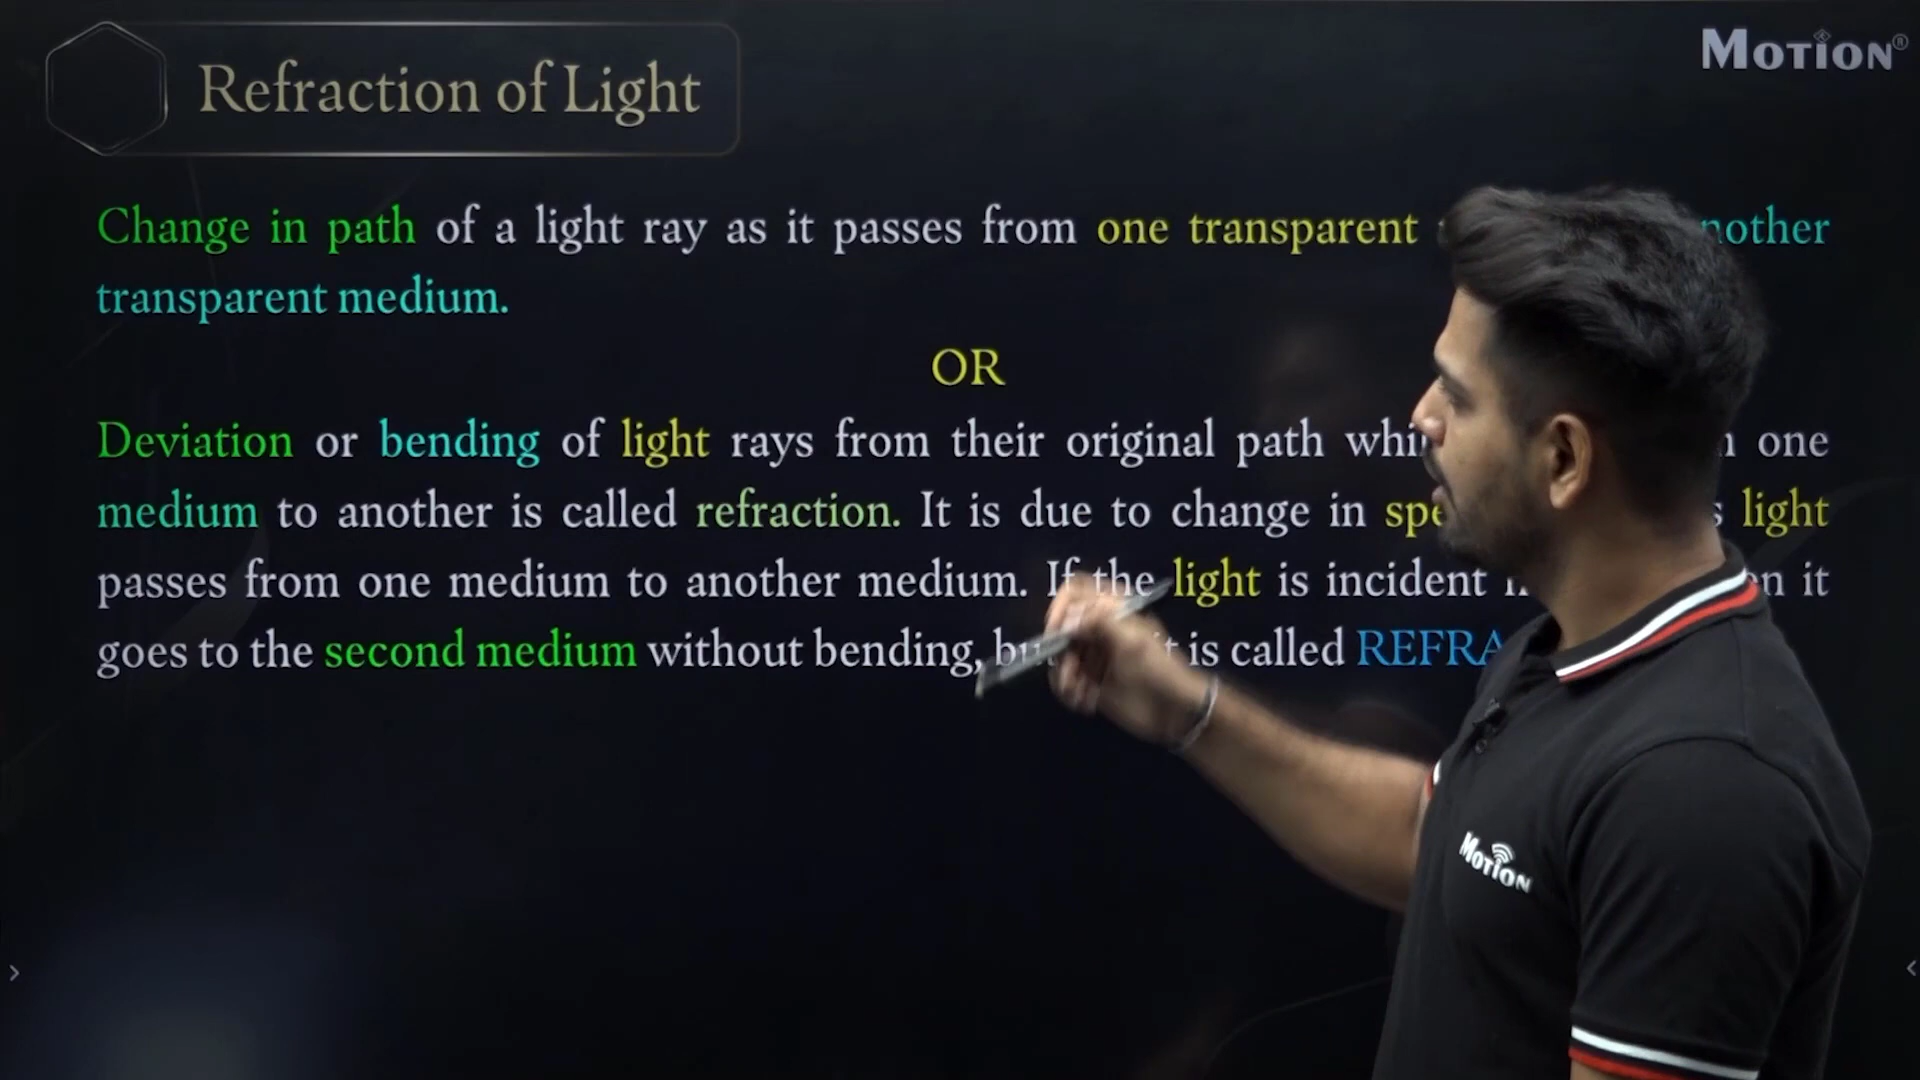 Refraction of Light
MOTION®
Change in path of a light ray as it passes from one transparent
transparent medium.
OR
Deviation or bending of light rays from their original path one
medium to another is called refraction. It is due to change in light
passes from one medium to another medium. If the light is incident it
goes to the second medium without bending, is called
MOTION